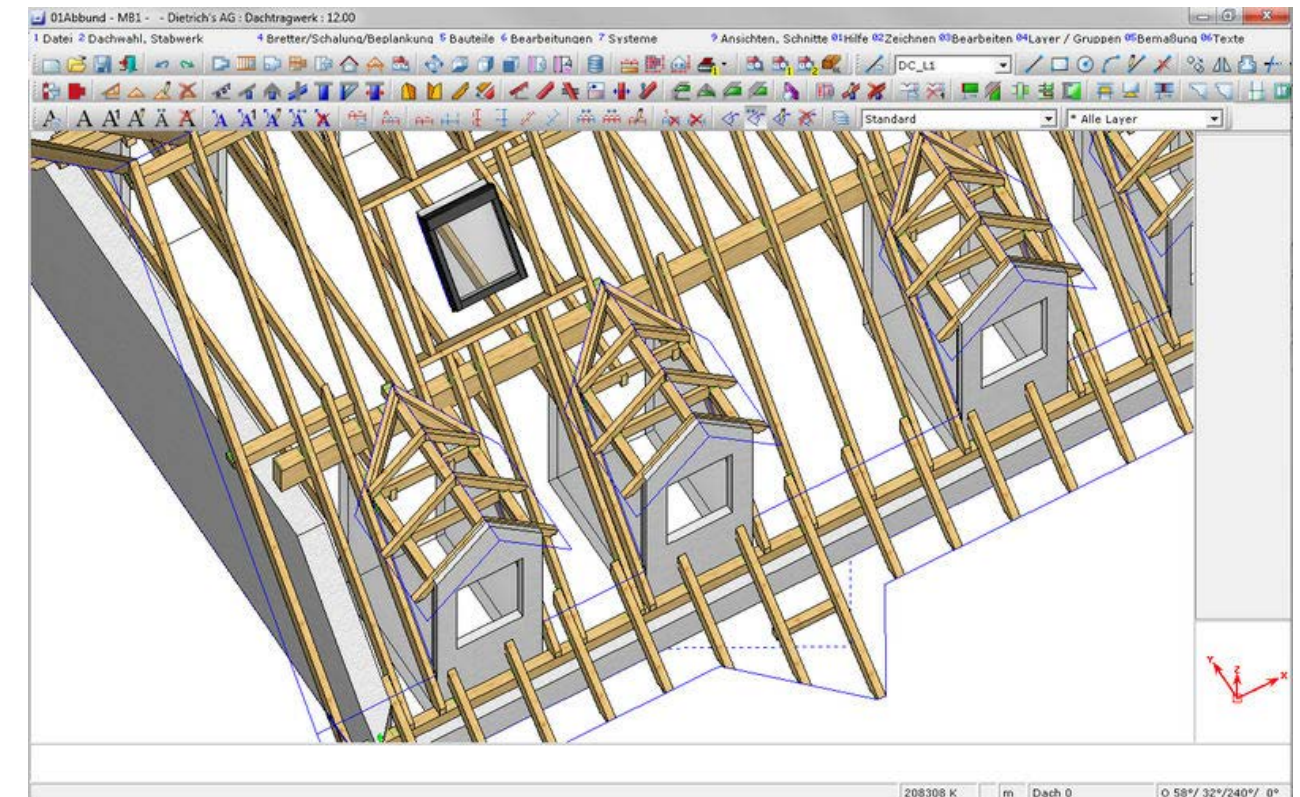 01Abbund - MB1 - - Dietrich's AG : Dachtragwerk : 12.00
1 Datei 2 Dachwahl, Stabwerk 4 Bretter/Schalung/Beplankung 5 Bauteile 6 Bearbeitungen 7 Systeme 9 Ansichten, Schnitte 01Hilfe 02Zeichnen 03Bearbeiten 04Layer / Gruppen 05Bemaßung 06Texte
DC_L1
Standard * Alle Layer
Y Z X
208308 K m Dach 0 O 58°/ 32°/240°/ 0°